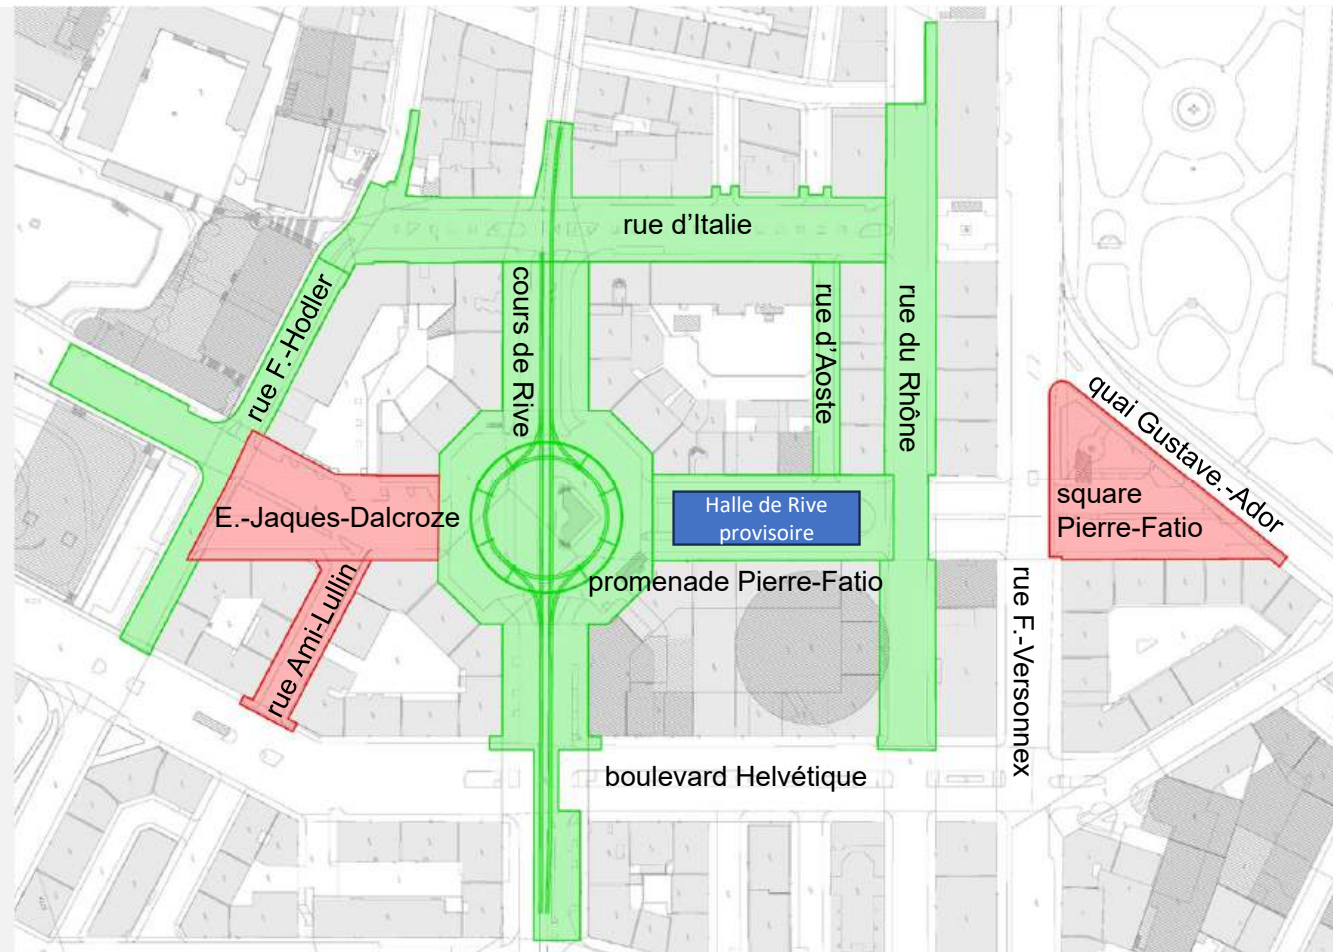 rue d'Italie
rue F.-Hodler
cours de Rive
rue d'Aoste
rue du Rhône
quai Gustave.-Ador
E.-Jaques-Dalcroze
Halle de Rive
provisoire
square
Pierre-Fatio
promenade Pierre-Fatio
rue Ami-Lullin
rue F.-Versonnex
boulevard Helvétique